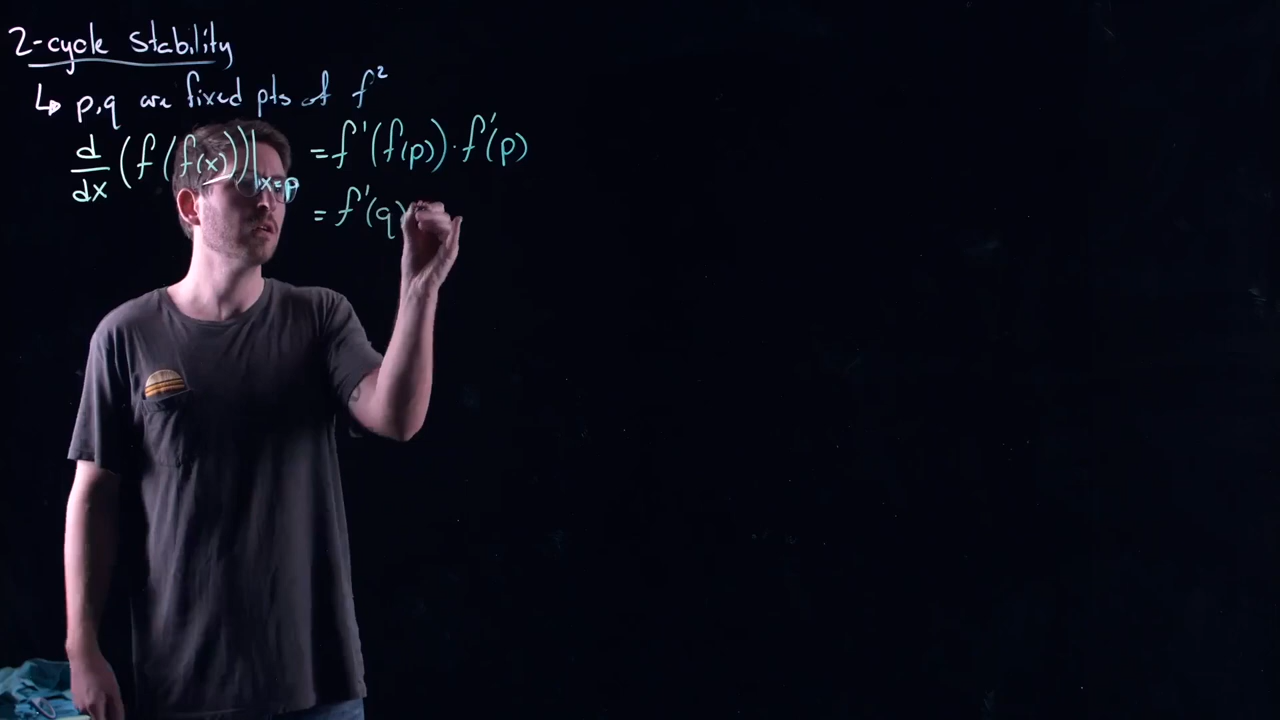 2-cycle Stability
↳ p,q are fixed pts of f²
d/dx (f(f(x))|x=p = f'(f(p))·f'(p)
= f'(q)